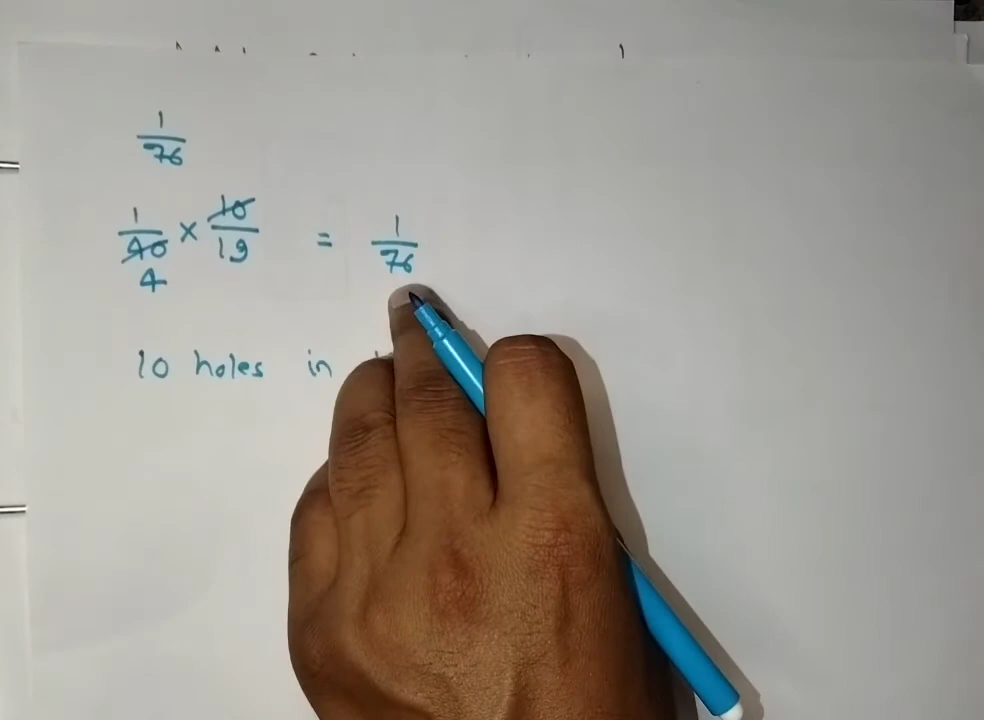 1/76
1/40 × 10/19 = 1/76
4
10 holes in